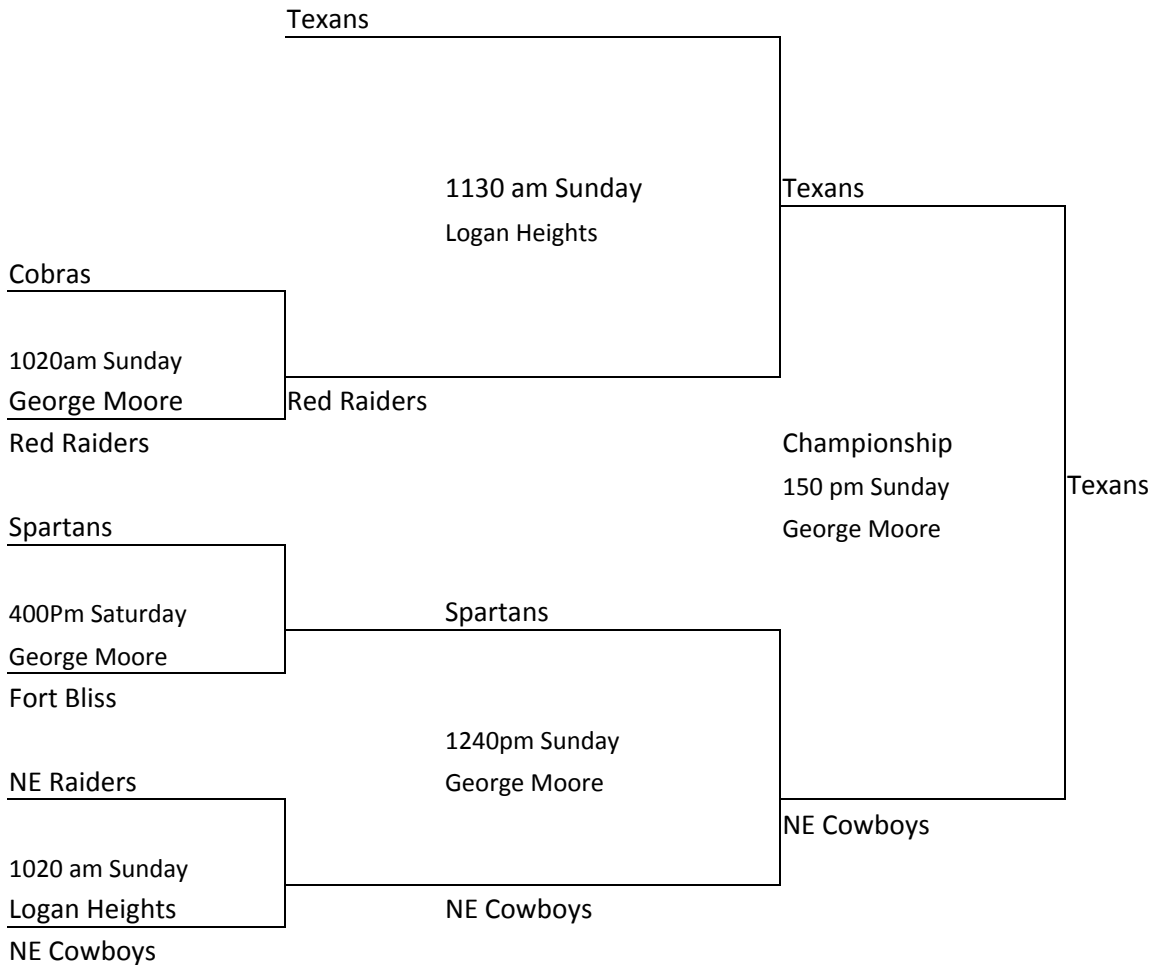 Texans
1130 am Sunday
Texans
Logan Heights
Cobras
1020am Sunday
George Moore
Red Raiders
Red Raiders
Championship
150 pm Sunday
Texans
George Moore
Spartans
400Pm Saturday
Spartans
George Moore
Fort Bliss
1240pm Sunday
NE Raiders
George Moore
NE Cowboys
1020 am Sunday
Logan Heights
NE Cowboys
NE Cowboys